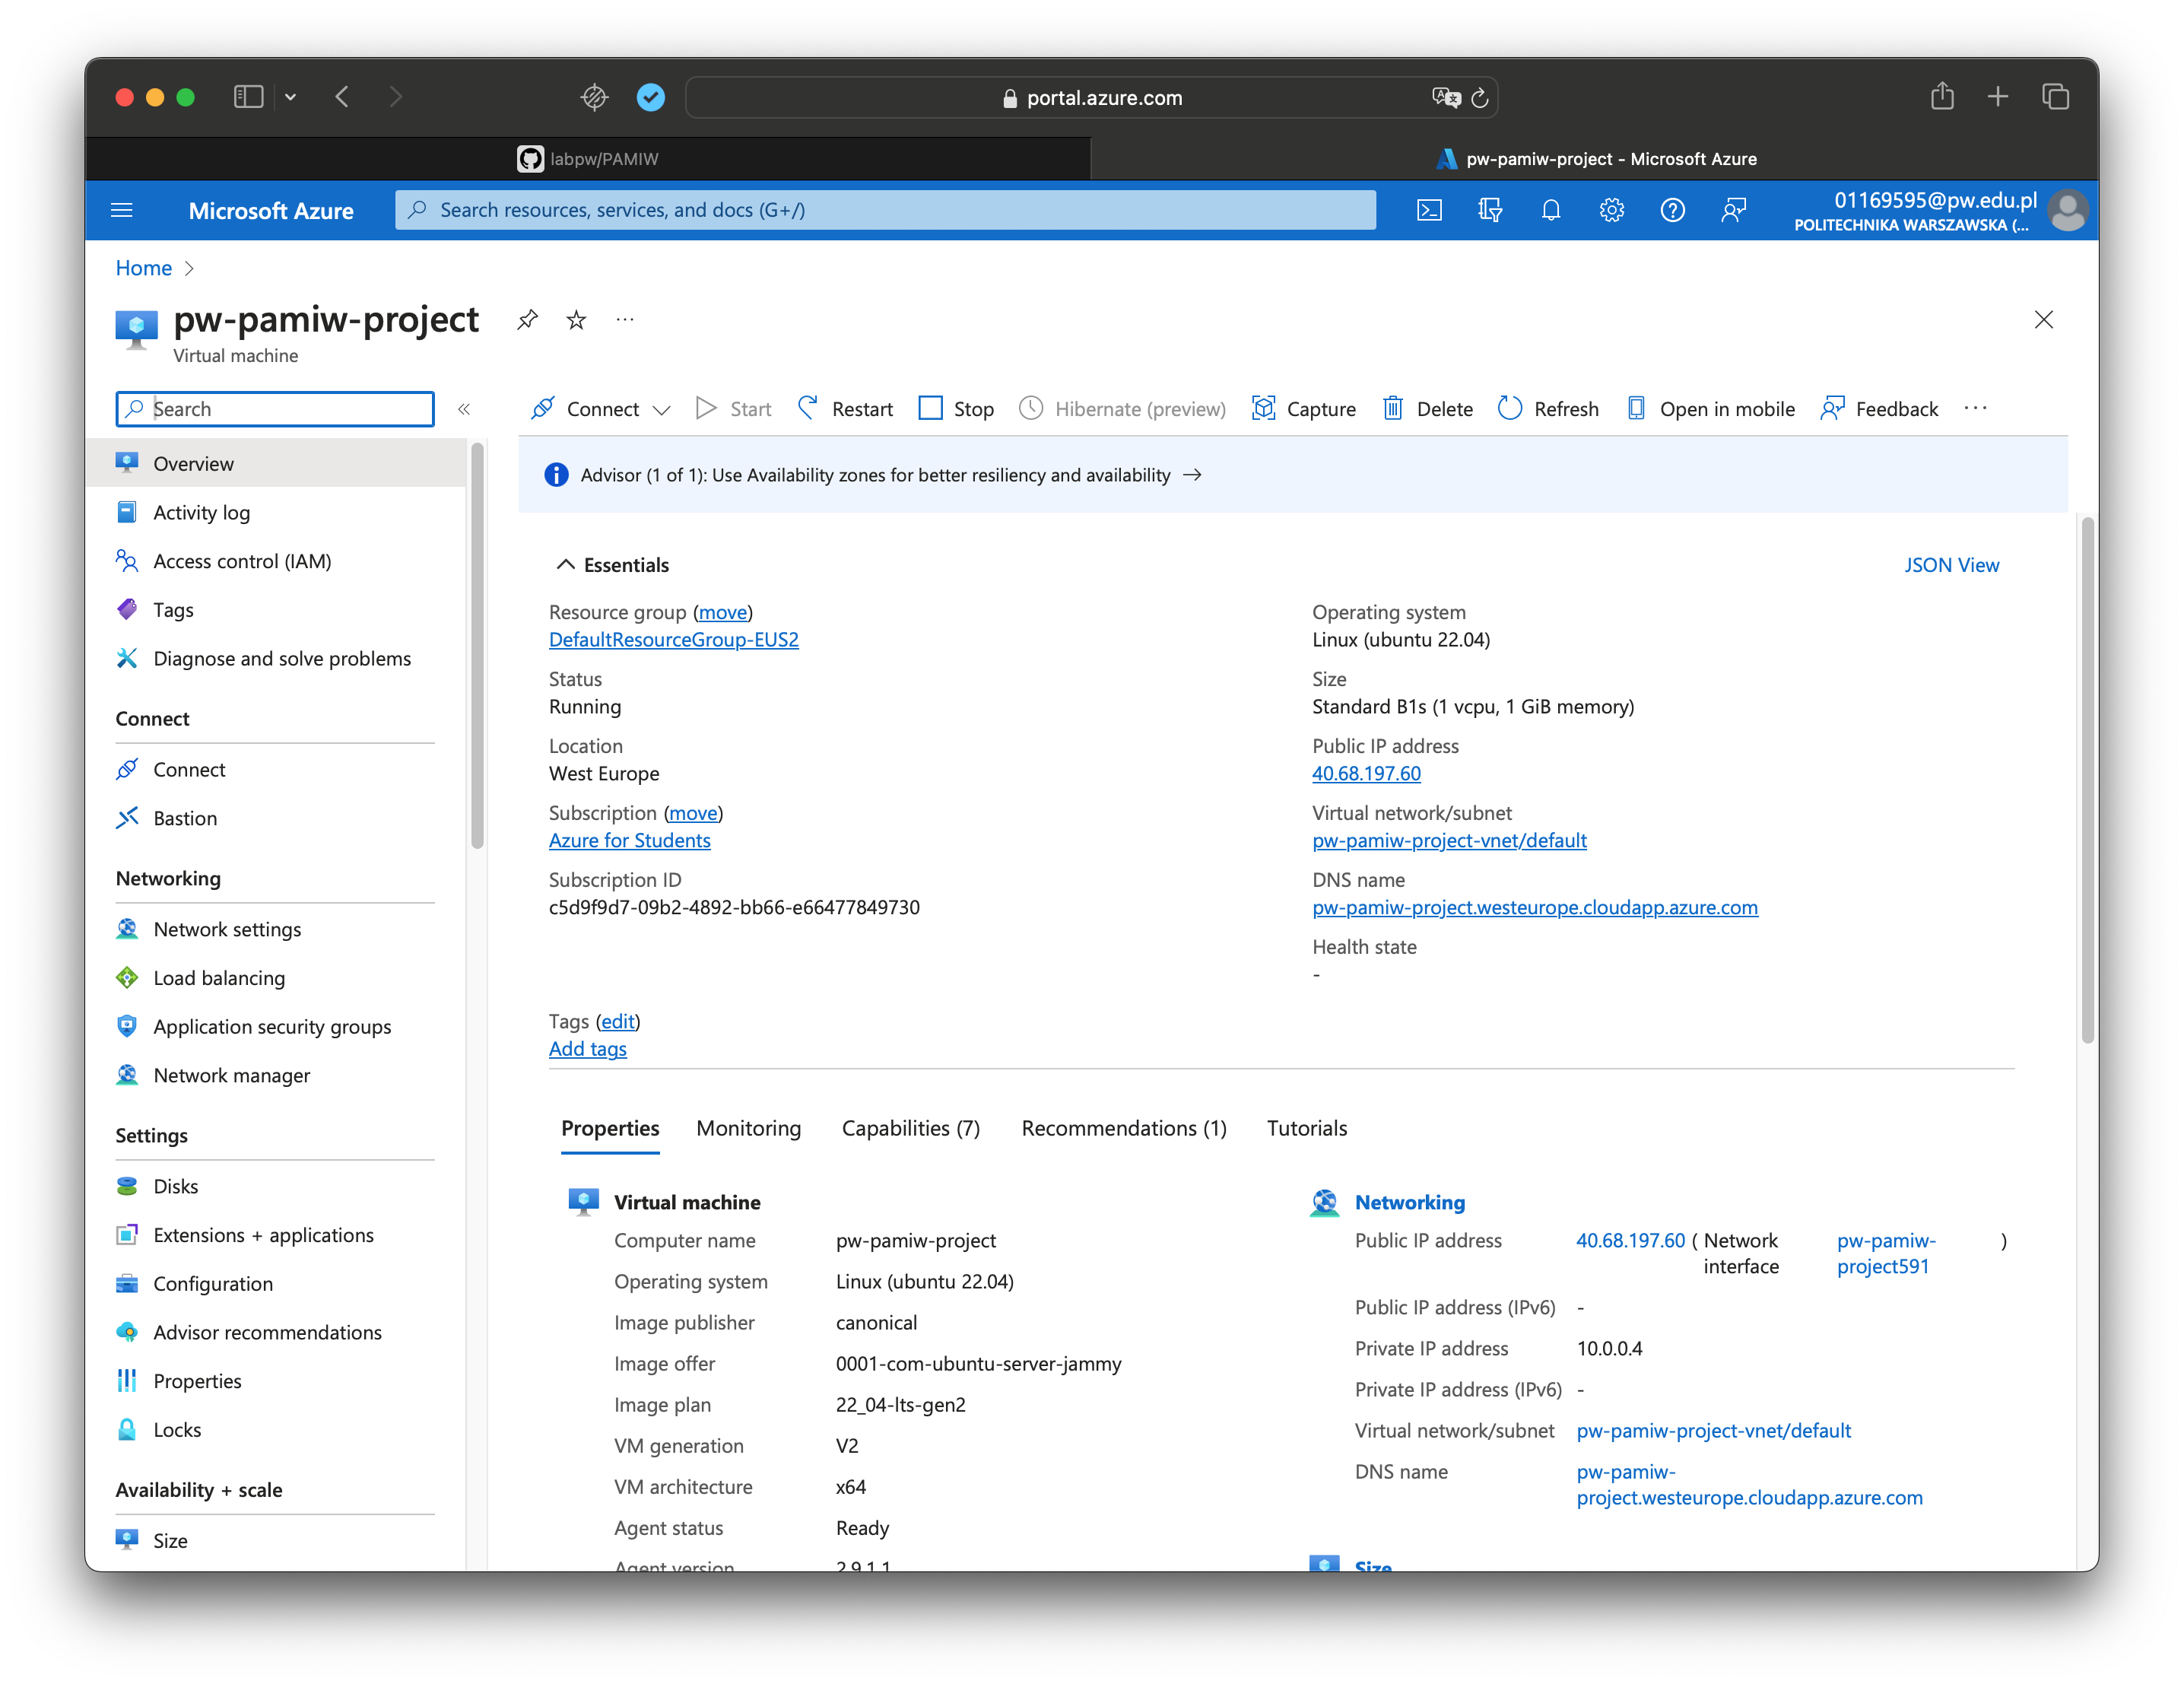 portal.azure.com
labpw/PAMIW
pw-pamiw-project - Microsoft Azure
Microsoft Azure
Search resources, services, and docs (G+/)
01169595@pw.edu.pl
POLITECHNIKA WARSZAWSKA (...
Home
pw-pamiw-project
Virtual machine
Search
Connect
Start
Restart
Stop
Hibernate (preview)
Capture
Delete
Refresh
Open in mobile
Feedback
Overview
Activity log
Access control (IAM)
Tags
Diagnose and solve problems
Connect
Connect
Bastion
Networking
Network settings
Load balancing
Application security groups
Network manager
Settings
Disks
Extensions + applications
Configuration
Advisor recommendations
Properties
Locks
Availability + scale
Size
Advisor (1 of 1): Use Availability zones for better resiliency and availability →
Essentials
JSON View
Resource group (move)
DefaultResourceGroup-EUS2
Status
Running
Location
West Europe
Subscription (move)
Azure for Students
Subscription ID
c5d9f9d7-09b2-4892-bb66-e66477849730
Operating system
Linux (ubuntu 22.04)
Size
Standard B1s (1 vcpu, 1 GiB memory)
Public IP address
40.68.197.60
Virtual network/subnet
pw-pamiw-project-vnet/default
DNS name
pw-pamiw-project.westeurope.cloudapp.azure.com
Health state
-
Tags (edit)
Add tags
Properties
Monitoring
Capabilities (7)
Recommendations (1)
Tutorials
Virtual machine
Computer name pw-pamiw-project
Operating system Linux (ubuntu 22.04)
Image publisher canonical
Image offer 0001-com-ubuntu-server-jammy
Image plan 22_04-lts-gen2
VM generation V2
VM architecture x64
Agent status Ready
Agent version 2.9.1.1
Networking
Public IP address 40.68.197.60 ( Network interface pw-pamiw-project591 )
Public IP address (IPv6) -
Private IP address 10.0.0.4
Private IP address (IPv6) -
Virtual network/subnet pw-pamiw-project-vnet/default
DNS name pw-pamiw-
project.westeurope.cloudapp.azure.com
Size